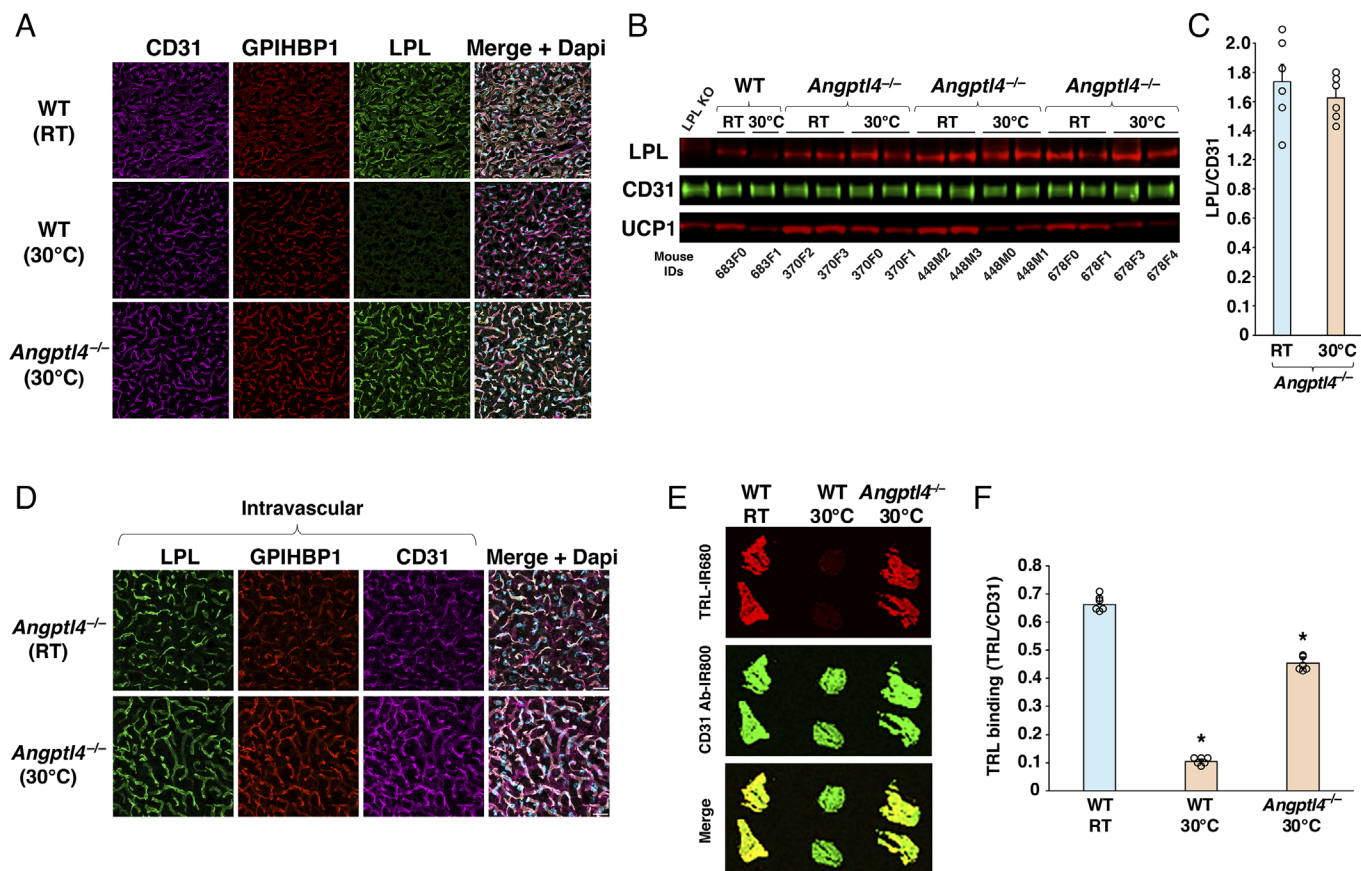 A
CD31 GPIHBP1 LPL Merge + Dapi
WT
(RT)
WT
(30°C)
Angptl4–/–
(30°C)
B
LPL KO
WT Angptl4–/– Angptl4–/– Angptl4–/–
RT 30°C RT 30°C RT 30°C RT 30°C
LPL
CD31
UCP1
Mouse
IDs
683F0 683F1 370F2 370F3 370F0 370F1 448M2 448M3 448M0 448M1 678F0 678F1 678F3 678F4
C
LPL/CD31
2.0
1.8
1.6
1.4
1.2
0.8
0.6
0.4
0.2
0.1
0
RT 30°C
Angptl4–/–
D
Intravascular
LPL GPIHBP1 CD31 Merge + Dapi
Angptl4–/–
(RT)
Angptl4–/–
(30°C)
E
WT WT Angptl4–/–
RT 30°C 30°C
TRL-IR680
CD31 Ab-IR800
Merge
F
TRL binding (TRL/CD31)
0.8
0.7
0.6
0.5
0.4
0.3
0.2
0.1
0
*
*
WT WT Angptl4–/–
RT 30°C 30°C